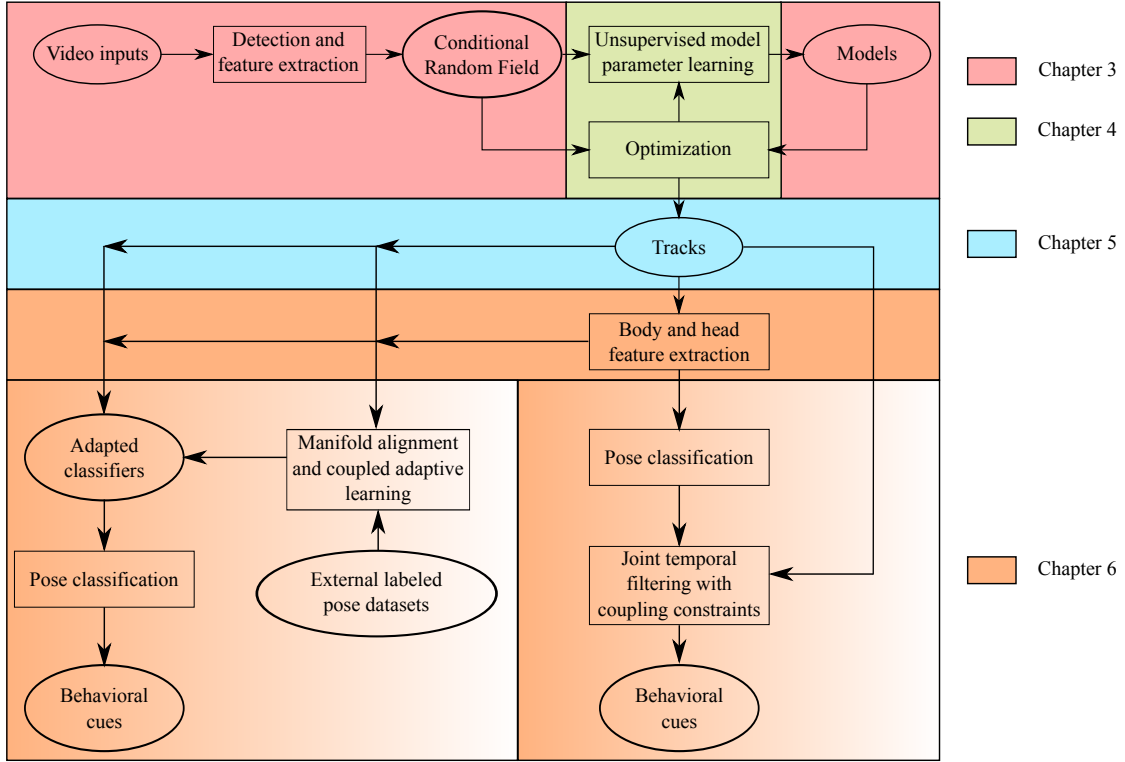 Video inputs
Detection and
feature extraction
Conditional
Random Field
Unsupervised model
parameter learning
Models
Optimization
Chapter 3
Chapter 4
Tracks
Chapter 5
Body and head
feature extraction
Adapted
classifiers
Manifold alignment
and coupled adaptive
learning
Pose classification
External labeled
pose datasets
Behavioral
cues
Pose classification
Joint temporal
filtering with
coupling constraints
Behavioral
cues
Chapter 6